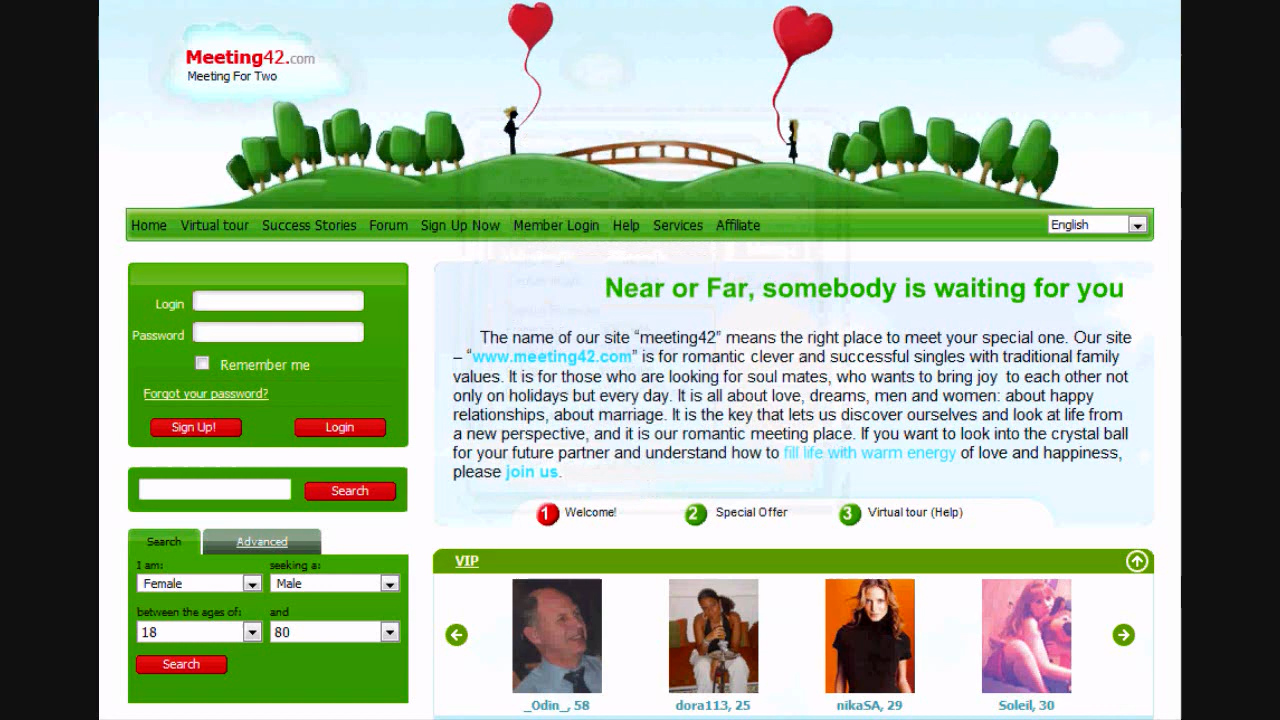 Meeting42.com
Meeting For Two
Home Virtual tour Success Stories Forum Sign Up Now Member Login Help Services Affiliate English
Login
Password
Remember me
Forgot your password?
Sign Up! Login
Search
Search Advanced
I am: seeking a:
Female Male
between the ages of: and
18 80
Search
Near or Far, somebody is waiting for you
The name of our site “meeting42” means the right place to meet your special one. Our site
– “www.meeting42.com” is for romantic clever and successful singles with traditional family
values. It is for those who are looking for soul mates, who wants to bring joy to each other not
only on holidays but every day. It is all about love, dreams, men and women: about happy
relationships, about marriage. It is the key that lets us discover ourselves and look at life from
a new perspective, and it is our romantic meeting place. If you want to look into the crystal ball
for your future partner and understand how to fill life with warm energy of love and happiness,
please join us.
1 Welcome! 2 Special Offer 3 Virtual tour (Help)
VIP
_Odin_, 58 dora113, 25 nikaSA, 29 Soleil, 30